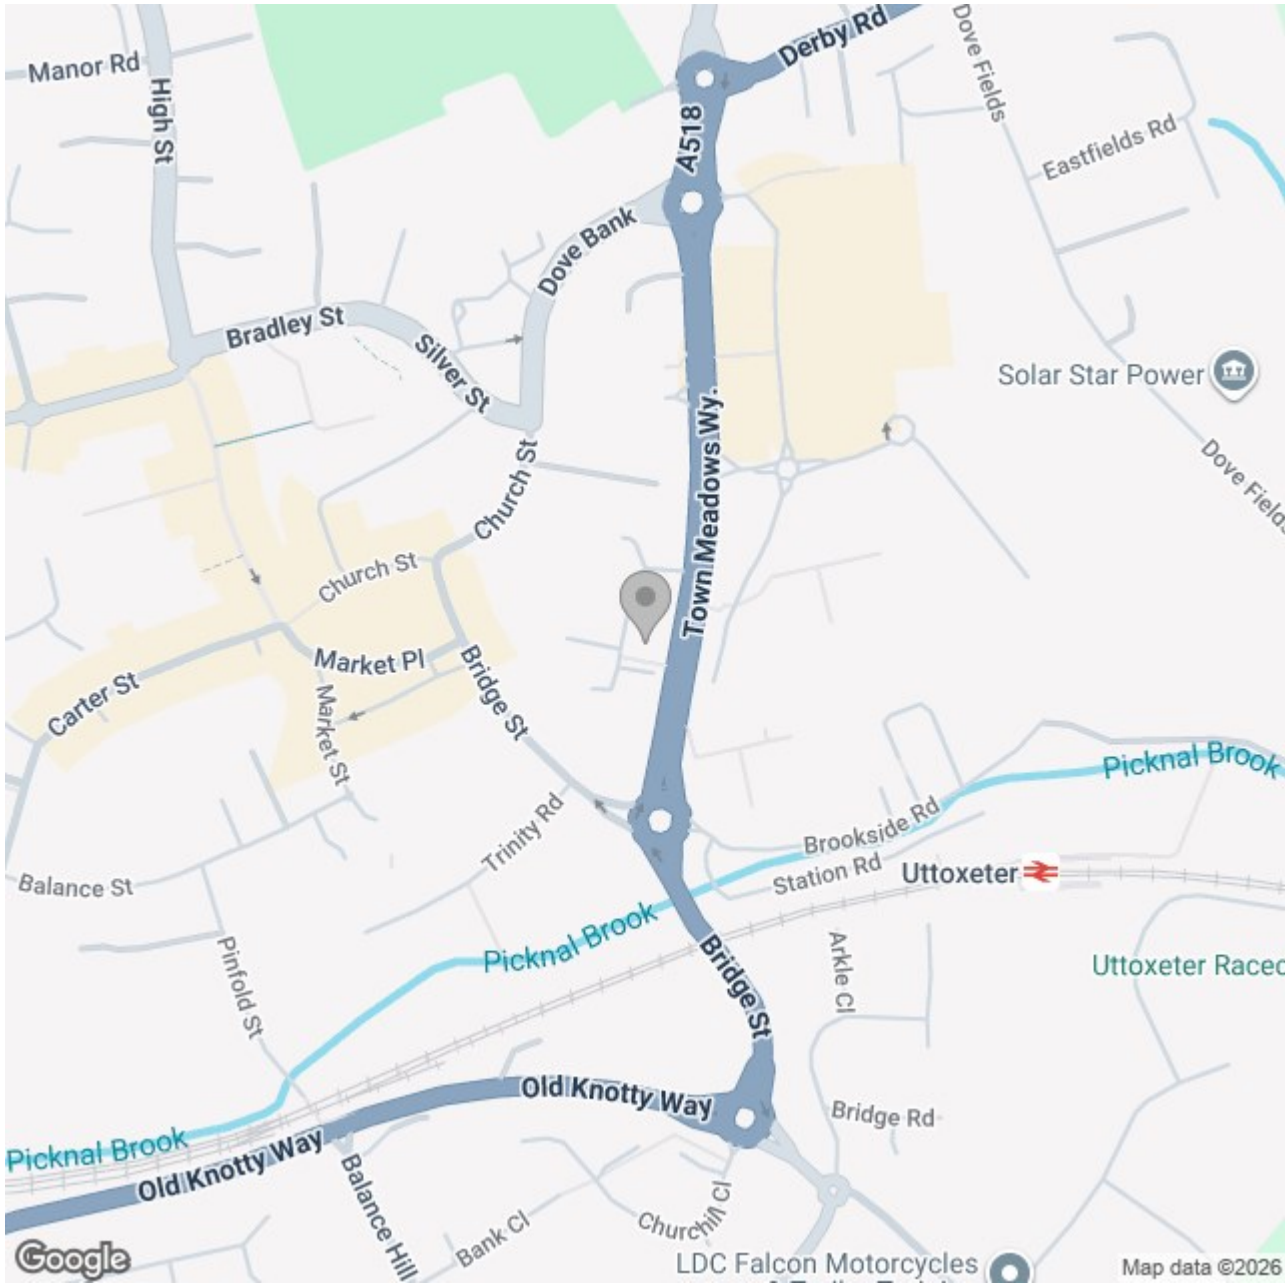 Derby Rd
Dove Fields
Manor Rd
High St
A518
Eastfields Rd
Dove Bank
Bradley St
Silver St
Solar Star Power
Town Meadows Wy.
Church St
Dove Fields
Church St
Market Pl
Bridge St
Carter St
Market St
Picknal Brook
Trinity Rd
Brookside Rd
Station Rd
Uttoxeter
Balance St
Picknal Brook
Pinfold St
Bridge St
Arkle Cl
Uttoxeter Racec
Old Knotty Way
Bridge Rd
Picknal Brook
Old Knotty Way
Balance Hill
Churchill Cl
Bank Cl
LDC Falcon Motorcycles
Google
Map data ©2026